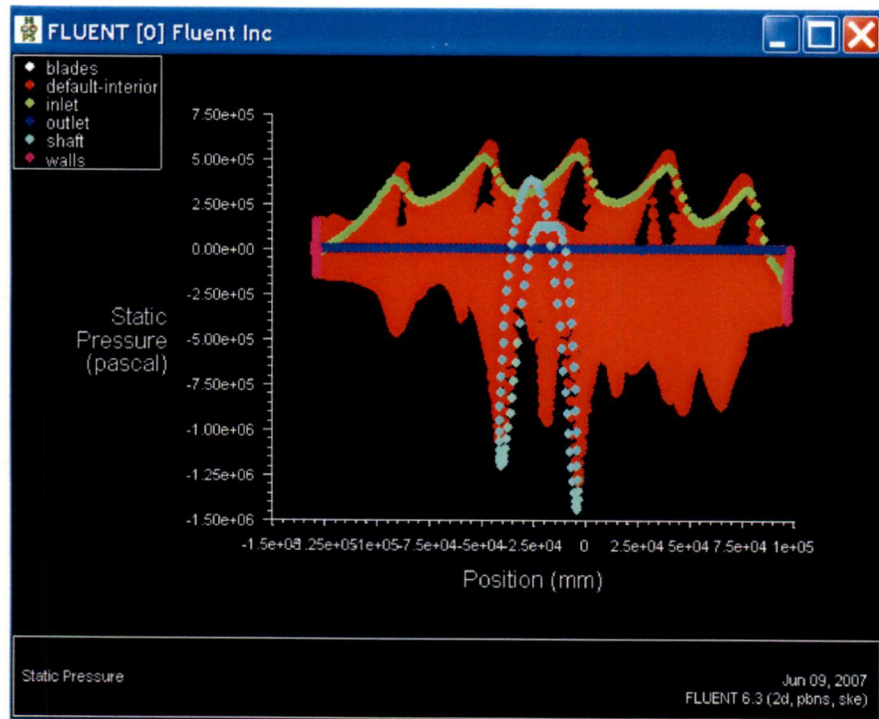 FLUENT [0] Fluent Inc
blades
default-interior
inlet
outlet
shaft
walls
7.50e+05
5.00e+05
2.50e+05
0.00e+00
-2.50e+05
-5.00e+05
-7.50e+05
-1.00e+06
-1.25e+06
-1.50e+06
Static
Pressure
(pascal)
-1.5e+05-1.25e+05-1e+05-7.5e+04-5e+04-2.5e+04 0 2.5e+04 5e+04 7.5e+04 1e+05
Position (mm)
Static Pressure
Jun 09, 2007
FLUENT 6.3 (2d, pbns, ske)